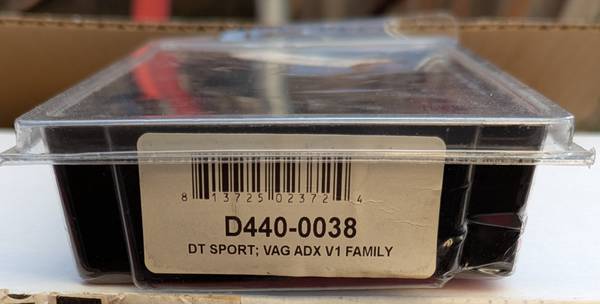 8 13725 02372 4
D440-0038
DT SPORT; VAG ADX V1 FAMILY